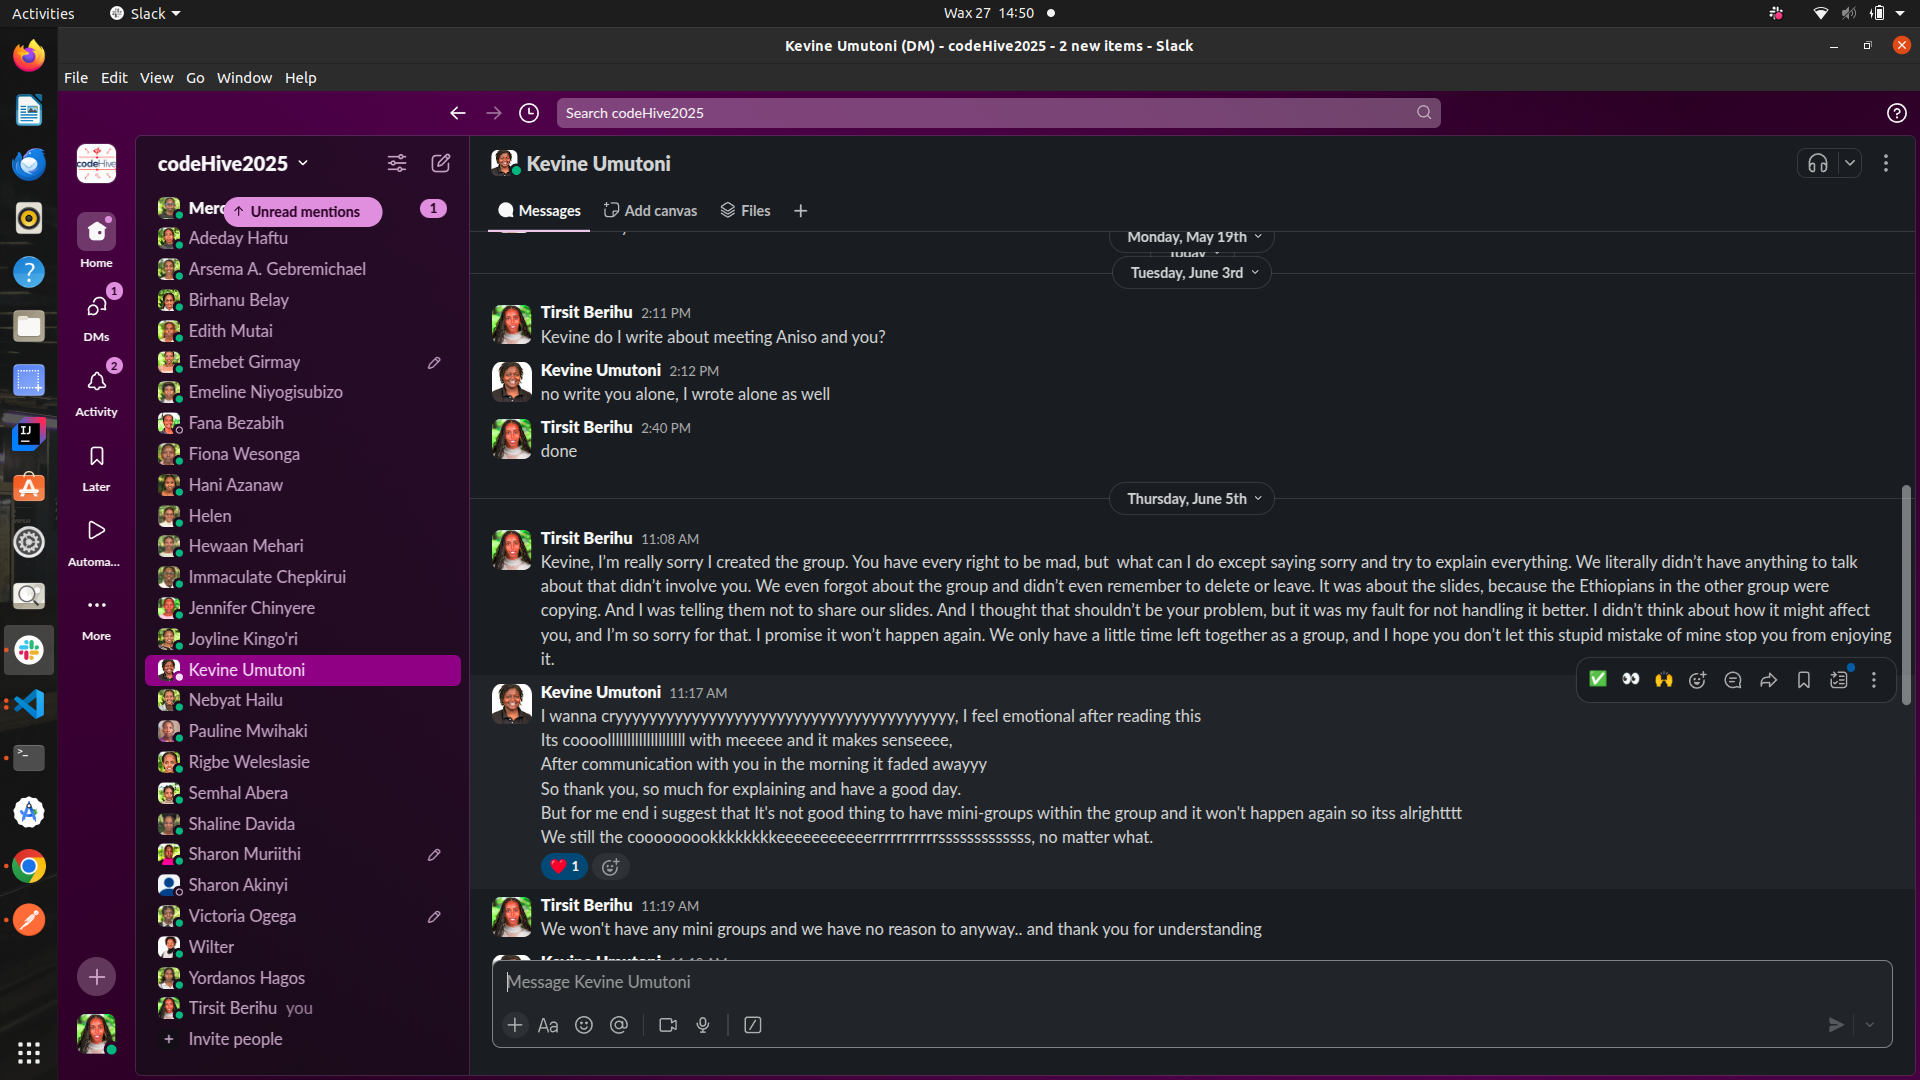 Activities
Slack
Wax 27 14:50
Kevine Umutoni (DM) - codeHive2025 - 2 new items - Slack
File Edit View Go Window Help
Search codeHive2025
codeHive
codeHive2025
Kevine Umutoni
Unread mentions
1
Messages
Add canvas
Files
Home
DMs
1
Activity
2
Later
Automa...
More
Adeday Haftu
Arsema A. Gebremichael
Birhanu Belay
Edith Mutai
Emebet Girmay
Emeline Niyogisubizo
Fana Bezabih
Fiona Wesonga
Hani Azanaw
Helen
Hewaan Mehari
Immaculate Chepkirui
Jennifer Chinyere
Joyline Kingo'ri
Kevine Umutoni
Nebyat Hailu
Pauline Mwihaki
Rigbe Weleslasie
Semhal Abera
Shaline Davida
Sharon Muriithi
Sharon Akinyi
Victoria Ogega
Wilter
Yordanos Hagos
Tirsit Berihu you
Invite people
Monday, May 19th
Today
Tuesday, June 3rd
Tirsit Berihu 2:11 PM
Kevine do I write about meeting Aniso and you?
Kevine Umutoni 2:12 PM
no write you alone, I wrote alone as well
Tirsit Berihu 2:40 PM
done
Thursday, June 5th
Tirsit Berihu 11:08 AM
Kevine, I'm really sorry I created the group. You have every right to be mad, but what can I do except saying sorry and try to explain everything. We literally didn't have anything to talk
about that didn't involve you. We even forgot about the group and didn't even remember to delete or leave. It was about the slides, because the Ethiopians in the other group were
copying. And I was telling them not to share our slides. And I thought that shouldn't be your problem, but it was my fault for not handling it better. I didn't think about how it might affect
you, and I'm so sorry for that. I promise it won't happen again. We only have a little time left together as a group, and I hope you don't let this stupid mistake of mine stop you from enjoying
it.
Kevine Umutoni 11:17 AM
I wanna cryyyyyyyyyyyyyyyyyyyyyyyyyyyyyyyyyyyyyyyy, I feel emotional after reading this
Its coooollllllllllllllllllll with meeeee and it makes senseeee,
After communication with you in the morning it faded awayyy
So thank you, so much for explaining and have a good day.
But for me end i suggest that It's not good thing to have mini-groups within the group and it won't happen again so itss alrightttt
We still the cooooooookkkkkkkkeeeeeeeeeeerrrrrrrrrrrsssssssssssss, no matter what.
1
Tirsit Berihu 11:19 AM
We won't have any mini groups and we have no reason to anyway.. and thank you for understanding
Message Kevine Umutoni
Aa